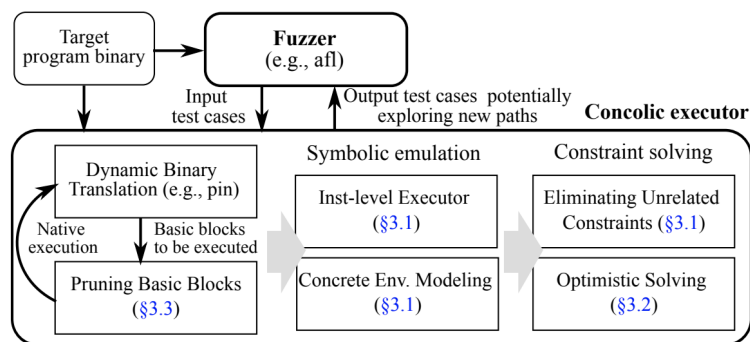 Target
program binary
Fuzzer
(e.g., afl)
Input
test cases
Output test cases potentially
exploring new paths
Concolic executor
Dynamic Binary
Translation (e.g., pin)
Native
execution
Basic blocks
to be executed
Pruning Basic Blocks
(§3.3)
Symbolic emulation
Inst-level Executor
(§3.1)
Concrete Env. Modeling
(§3.1)
Constraint solving
Eliminating Unrelated
Constraints (§3.1)
Optimistic Solving
(§3.2)